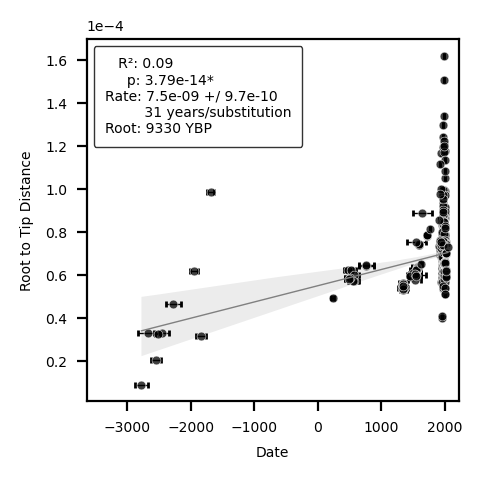 1e−4
R²: 0.09
p: 3.79e-14*
Rate: 7.5e-09 +/ 9.7e-10
31 years/substitution
Root: 9330 YBP
1.6
1.4
1.2
1.0
0.8
0.6
0.4
0.2
Root to Tip Distance
−3000 −2000 −1000 0 1000 2000
Date